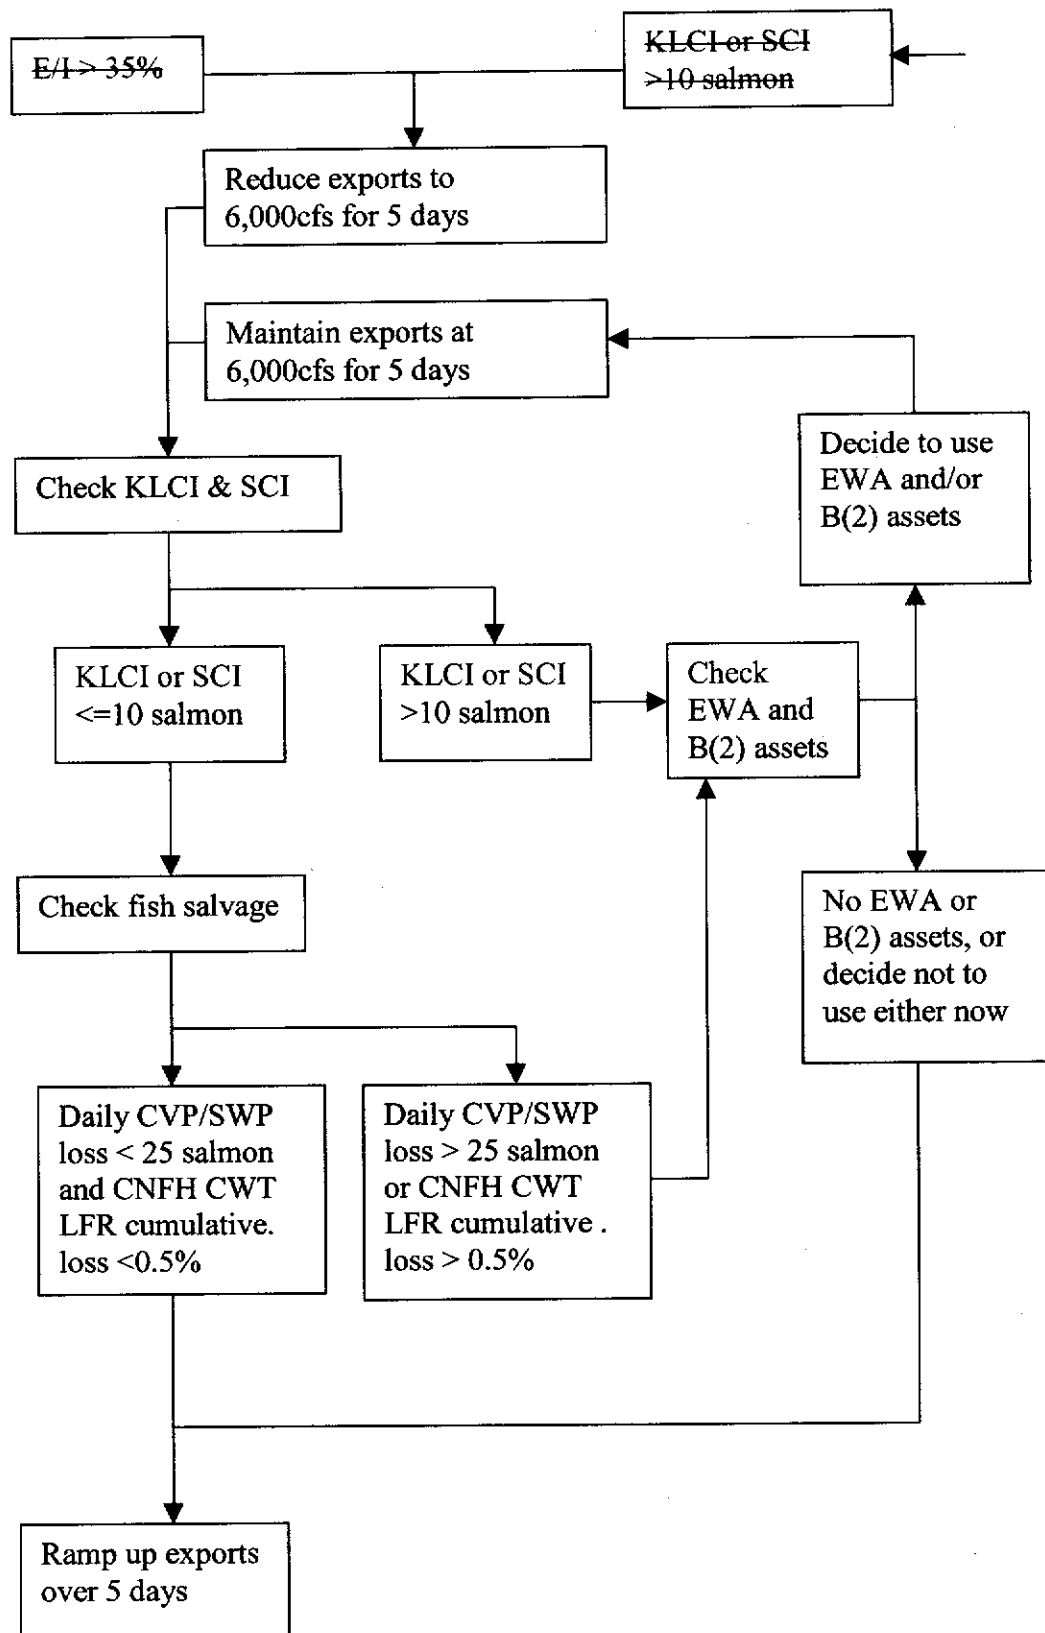 E/I > 35%
KLCI or SCI
>10 salmon
Reduce exports to
6,000cfs for 5 days
Maintain exports at
6,000cfs for 5 days
Decide to use
EWA and/or
B(2) assets
Check KLCI & SCI
KLCI or SCI
<=10 salmon
KLCI or SCI
>10 salmon
Check
EWA and
B(2) assets
Check fish salvage
No EWA or
B(2) assets, or
decide not to
use either now
Daily CVP/SWP
loss < 25 salmon
and CNFH CWT
LFR cumulative.
loss <0.5%
Daily CVP/SWP
loss > 25 salmon
or CNFH CWT
LFR cumulative .
loss > 0.5%
Ramp up exports
over 5 days